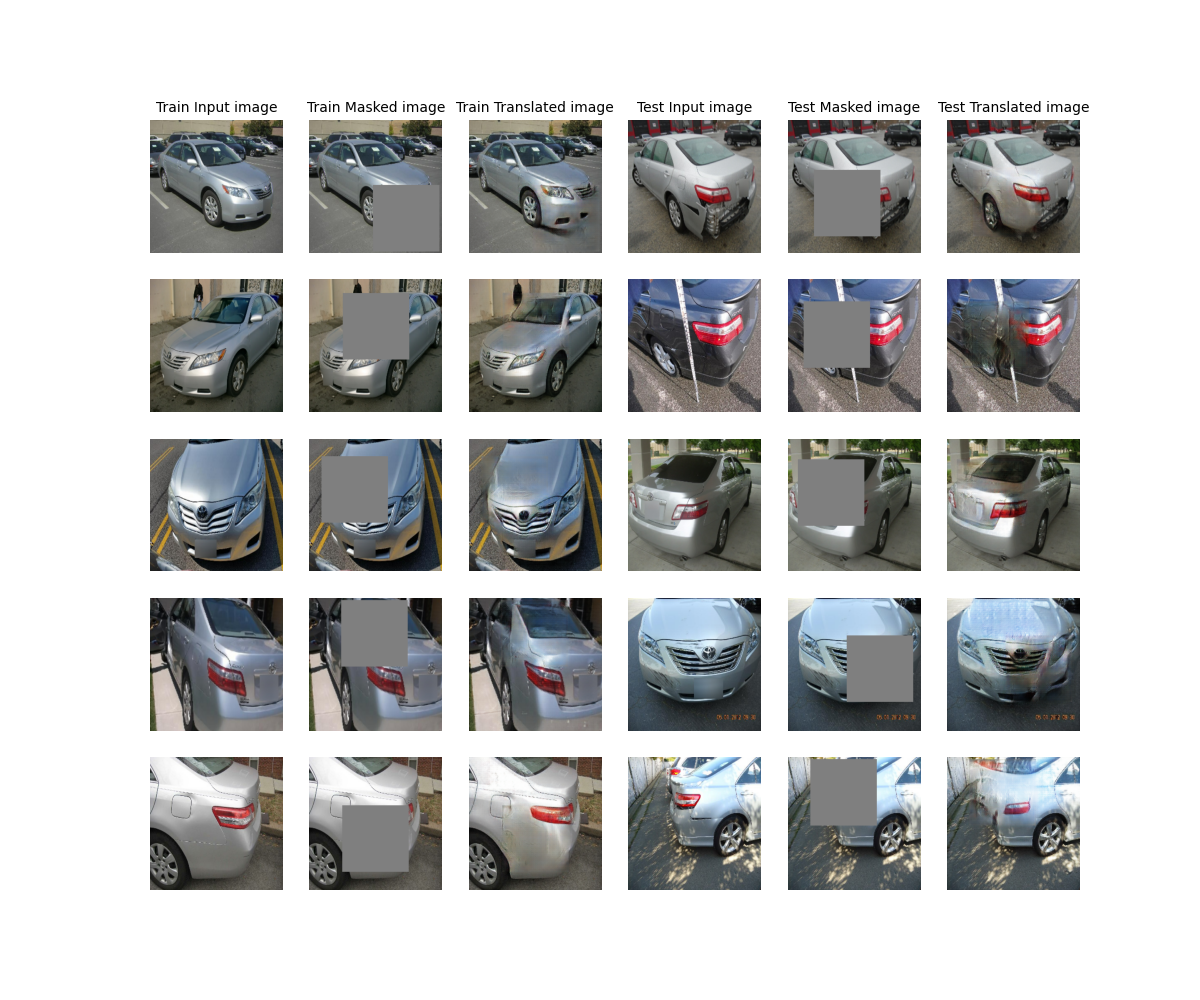 Train Input image
Train Masked image
Train Translated image
Test Input image
Test Masked image
Test Translated image